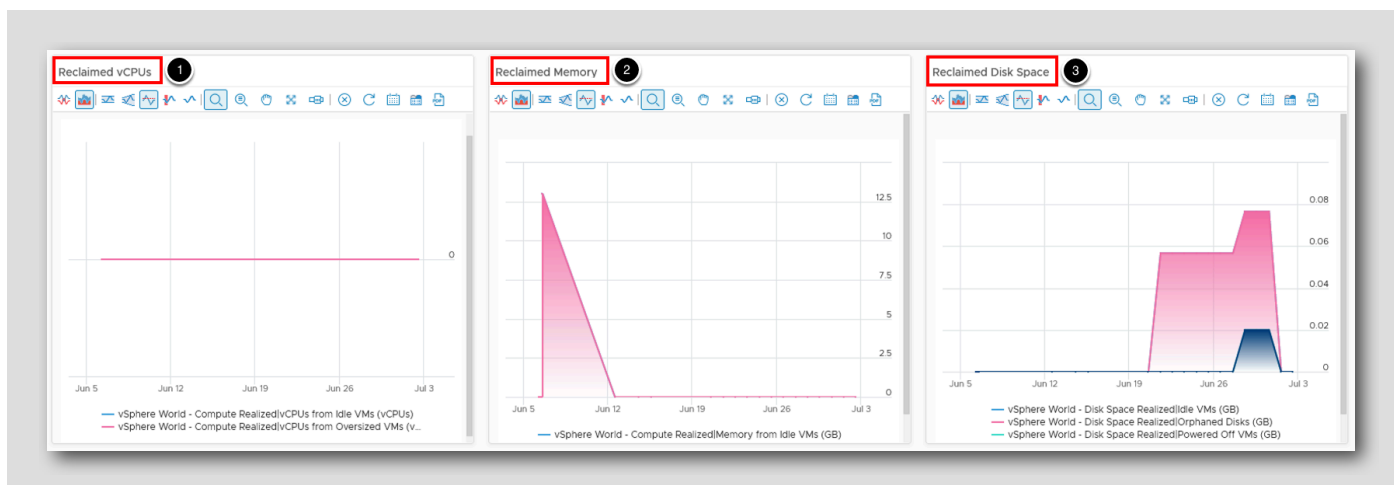 Reclaimed vCPUs
1
0
Jun 5 Jun 12 Jun 19 Jun 26 Jul 3
vSphere World - Compute Realized|vCPUs from Idle VMs (vCPUs)
vSphere World - Compute Realized|vCPUs from Oversized VMs (v...
Reclaimed Memory
2
12.5
10
7.5
5
2.5
0
Jun 5 Jun 12 Jun 19 Jun 26 Jul 3
vSphere World - Compute Realized|Memory from Idle VMs (GB)
Reclaimed Disk Space
3
0.08
0.06
0.04
0.02
0
Jun 5 Jun 12 Jun 19 Jun 26 Jul 3
vSphere World - Disk Space Realized|Idle VMs (GB)
vSphere World - Disk Space Realized|Orphaned Disks (GB)
vSphere World - Disk Space Realized|Powered Off VMs (GB)